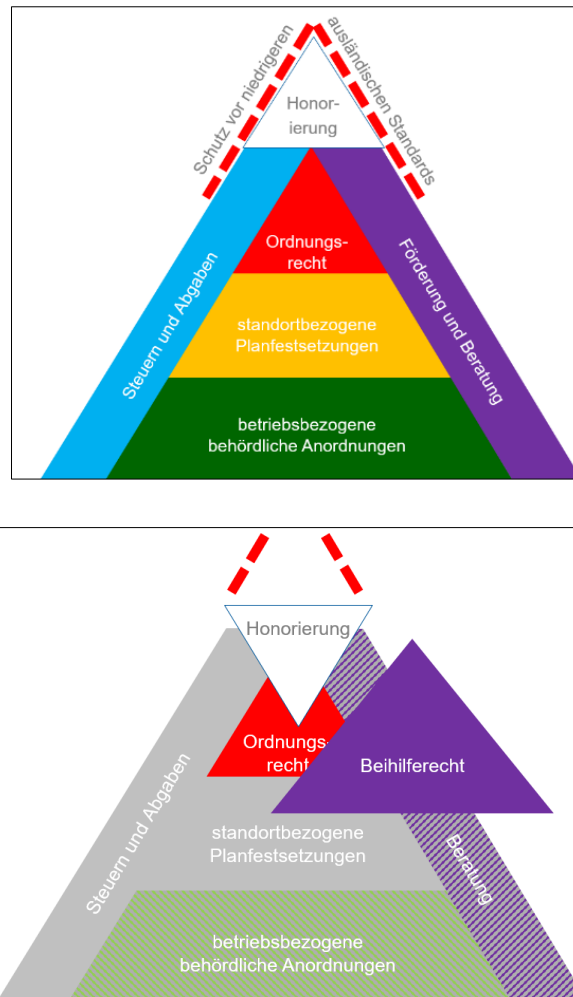 Schutz vor niedrigeren
ausländischen Standards
Honor-
ierung
Steuern und Abgaben
Ordnungs-
recht
Förderung und Beratung
standortbezogene
Planfestsetzungen
betriebsbezogene
behördliche Anordnungen
Honorierung
Ordnungs-
recht
Beihilferecht
Steuern und Abgaben
standortbezogene
Planfestsetzungen
Beratung
betriebsbezogene
behördliche Anordnungen